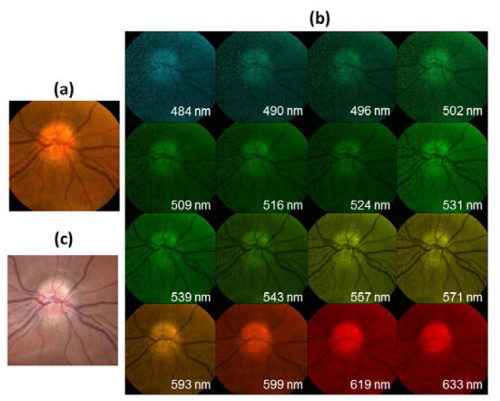 (b)
(a)
484 nm
490 nm
496 nm
502 nm
509 nm
516 nm
524 nm
531 nm
(c)
539 nm
543 nm
557 nm
571 nm
593 nm
599 nm
619 nm
633 nm